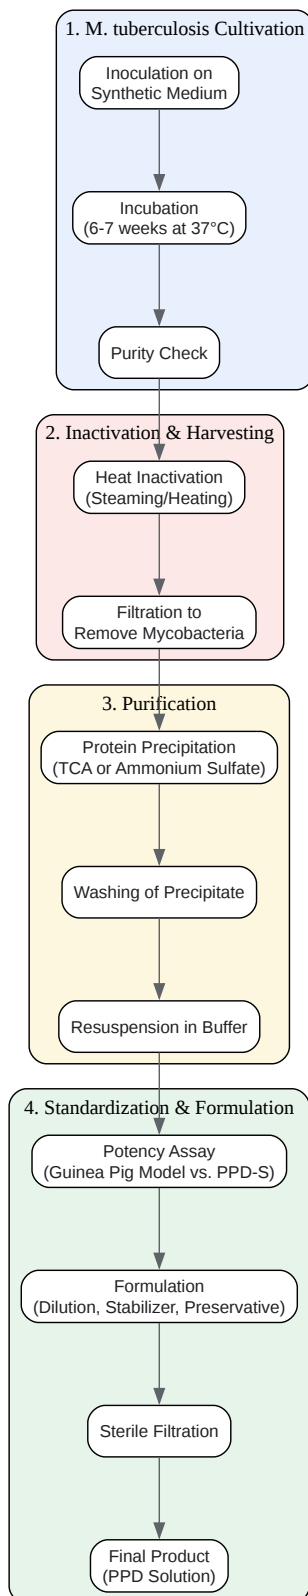 1. M. tuberculosis Cultivation
Inoculation on
Synthetic Medium
Incubation
(6-7 weeks at 37°C)
Purity Check
2. Inactivation & Harvesting
Heat Inactivation
(Steaming/Heating)
Filtration to
Remove Mycobacteria
3. Purification
Protein Precipitation
(TCA or Ammonium Sulfate)
Washing of Precipitate
Resuspension in Buffer
4. Standardization & Formulation
Potency Assay
(Guinea Pig Model vs. PPD-S)
Formulation
(Dilution, Stabilizer, Preservative)
Sterile Filtration
Final Product
(PPD Solution)